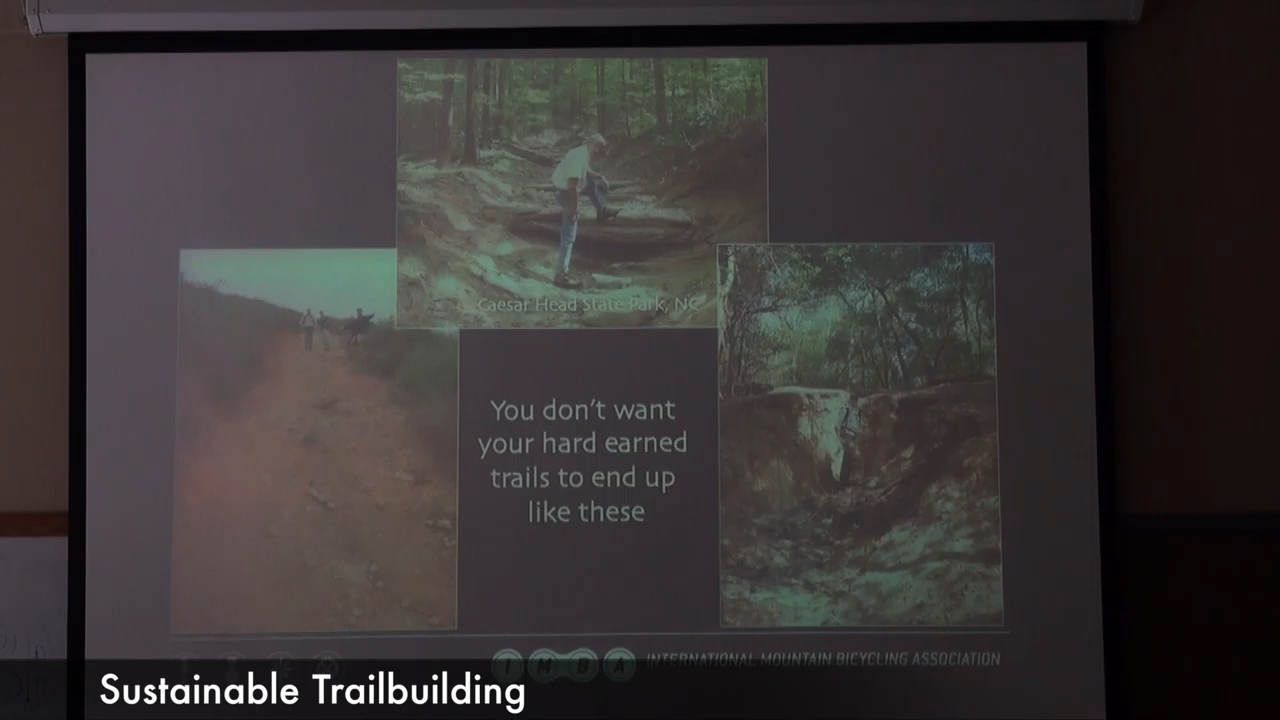 Caesar Head State Park, NC
You don't want
your hard earned
trails to end up
like these
IMBA INTERNATIONAL MOUNTAIN BICYCLING ASSOCIATION
Sustainable Trailbuilding